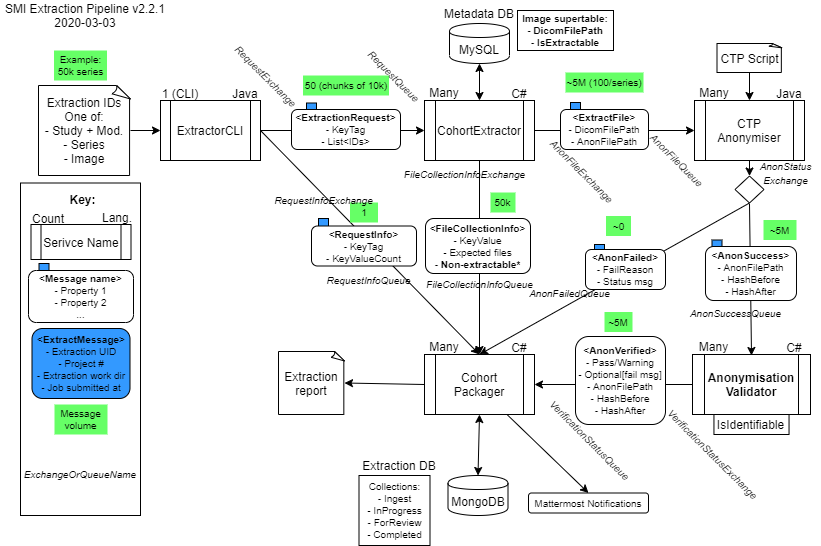 SMI Extraction Pipeline v2.2.1
2020-03-03
Example:
50k series
Extraction IDs
One of:
- Study + Mod.
- Series
- Image
1 (CLI)
Java
ExtractorCLI
RequestExchange
RequestQueue
50 (chunks of 10k)
<ExtractionRequest>
- KeyTag
- List<IDs>
Metadata DB
MySQL
Image supertable:
- DicomFilePath
- IsExtractable
Many
C#
CohortExtractor
~5M (100/series)
<ExtractFile>
- DicomFilePath
- AnonFilePath
AnonFileExchange
AnonFileQueue
CTP Script
Many
Java
CTP
Anonymiser
AnonStatus
Exchange
FileCollectionInfoExchange
RequestInfoExchange
1
<RequestInfo>
- KeyTag
- KeyValueCount
RequestInfoQueue
50k
<FileCollectionInfo>
- KeyValue
- Expected files
- Non-extractable*
FileCollectionInfoQueue
~0
<AnonFailed>
- FailReason
- Status msg
AnonFailedQueue
~5M
<AnonSuccess>
- AnonFilePath
- HashBefore
- HashAfter
AnonSuccessQueue
Key:
Count
Lang.
Serivce Name
<Message name>
- Property 1
- Property 2
...
<ExtractMessage>
- Extraction UID
- Project #
- Extraction work dir
- Job submitted at
Message
volume
ExchangeOrQueueName
Extraction
report
Many
C#
Cohort
Packager
~5M
<AnonVerified>
- Pass/Warning
- Optional[fail msg]
- AnonFilePath
- HashBefore
- HashAfter
VerificationStatusQueue
VerificationStatusExchange
Many
C#
Anonymisation
Validator
IsIdentifiable
Extraction DB
Collections:
- Ingest
- InProgress
- ForReview
- Completed
MongoDB
Mattermost Notifications